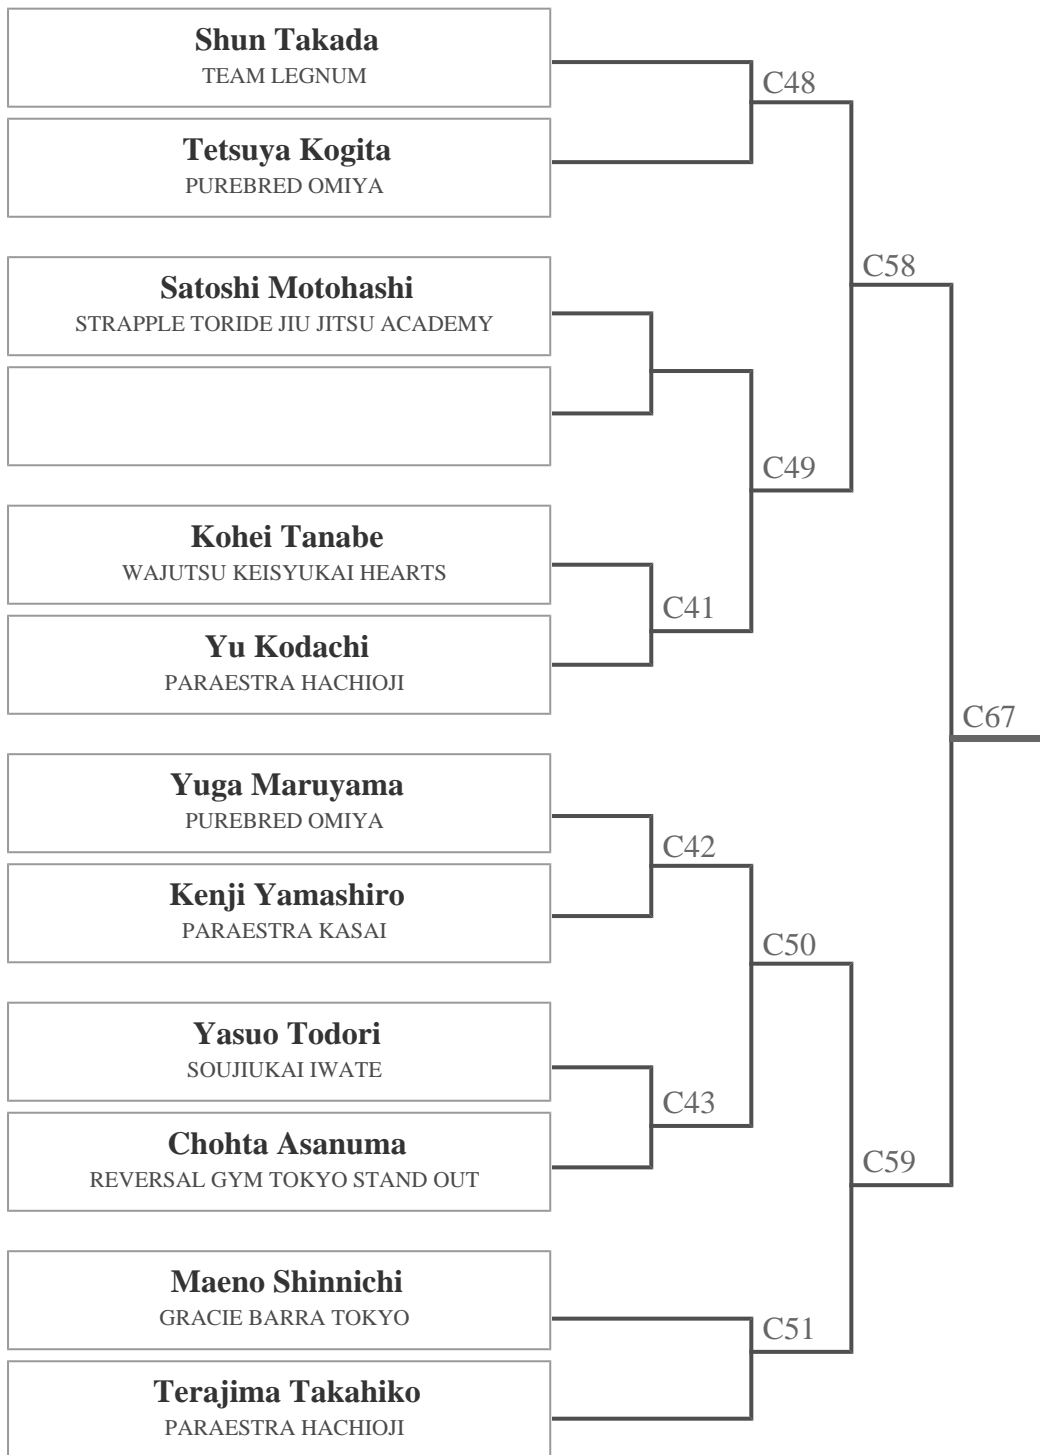 Shun Takada
TEAM LEGNUM
C48
Tetsuya Kogita
PUREBRED OMIYA
C58
Satoshi Motohashi
STRAPPLE TORIDE JIU JITSU ACADEMY
C49
Kohei Tanabe
WAJUTSU KEISYUKAI HEARTS
C41
Yu Kodachi
PARAESTRA HACHIOJI
C67
Yuga Maruyama
PUREBRED OMIYA
C42
Kenji Yamashiro
PARAESTRA KASAI
C50
Yasuo Todori
SOUJIUKAI IWATE
C43
Chohta Asanuma
REVERSAL GYM TOKYO STAND OUT
C59
Maeno Shinnichi
GRACIE BARRA TOKYO
C51
Terajima Takahiko
PARAESTRA HACHIOJI